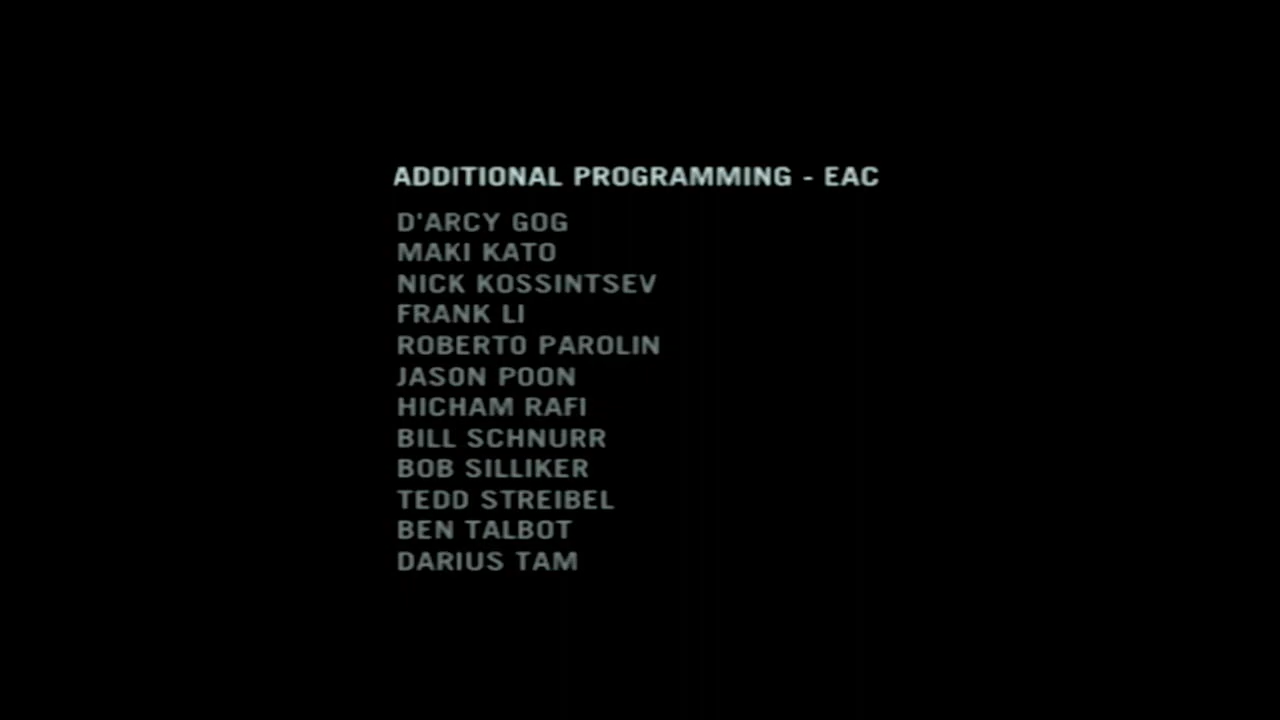 ADDITIONAL PROGRAMMING - EAC
D'ARCY GOG
MAKI KATO
NICK KOSSINTSEV
FRANK LI
ROBERTO PAROLIN
JASON POON
HICHAM RAFI
BILL SCHNURR
BOB SILLIKER
TEDD STREIBEL
BEN TALBOT
DARIUS TAM